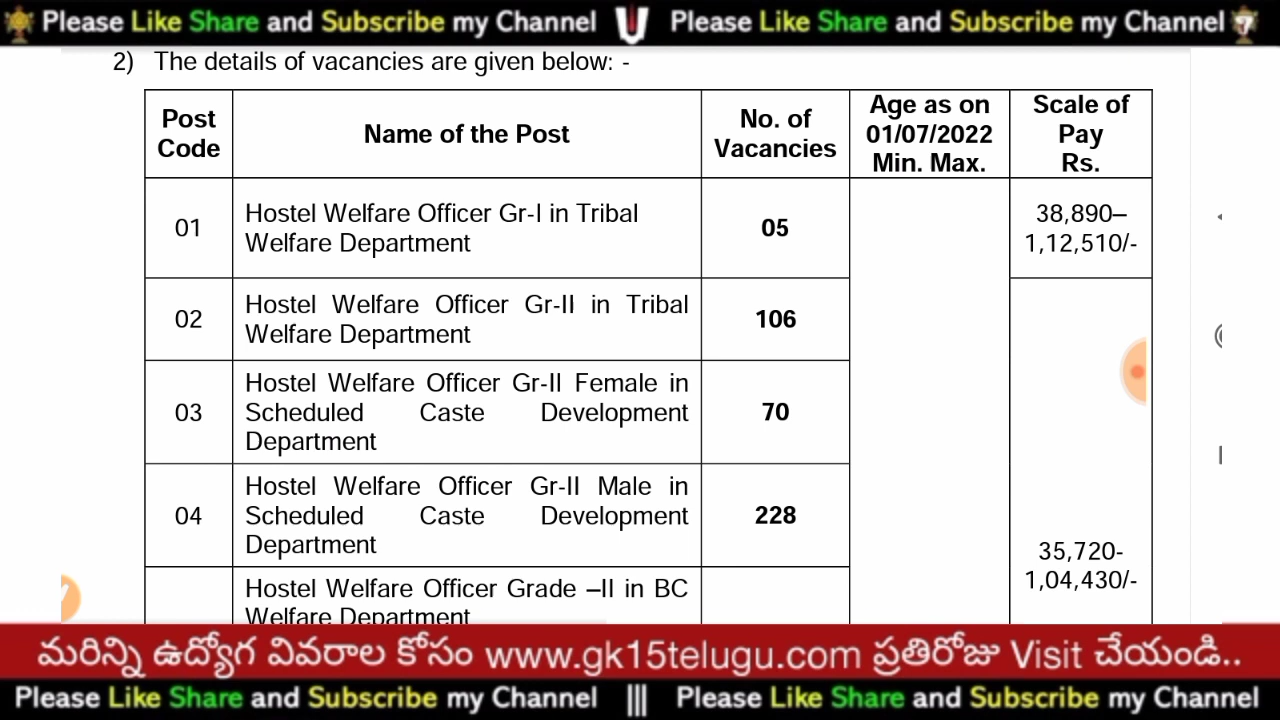 Please Like Share and Subscribe my Channel Please Like Share and Subscribe my Channel
2) The details of vacancies are given below: -
Post Code Name of the Post No. of Vacancies Age as on 01/07/2022 Min. Max. Scale of Pay Rs.
01 Hostel Welfare Officer Gr-I in Tribal Welfare Department 05 38,890–1,12,510/-
02 Hostel Welfare Officer Gr-II in Tribal Welfare Department 106
03 Hostel Welfare Officer Gr-II Female in Scheduled Caste Development Department 70
04 Hostel Welfare Officer Gr-II Male in Scheduled Caste Development Department 228
35,720-1,04,430/-
Hostel Welfare Officer Grade –II in BC
Welfare Department
మరిన్ని ఉద్యోగ వివరాల కోసం www.gk15telugu.com ప్రతిరోజు Visit చేయండి..
Please Like Share and Subscribe my Channel ||| Please Like Share and Subscribe my Channel